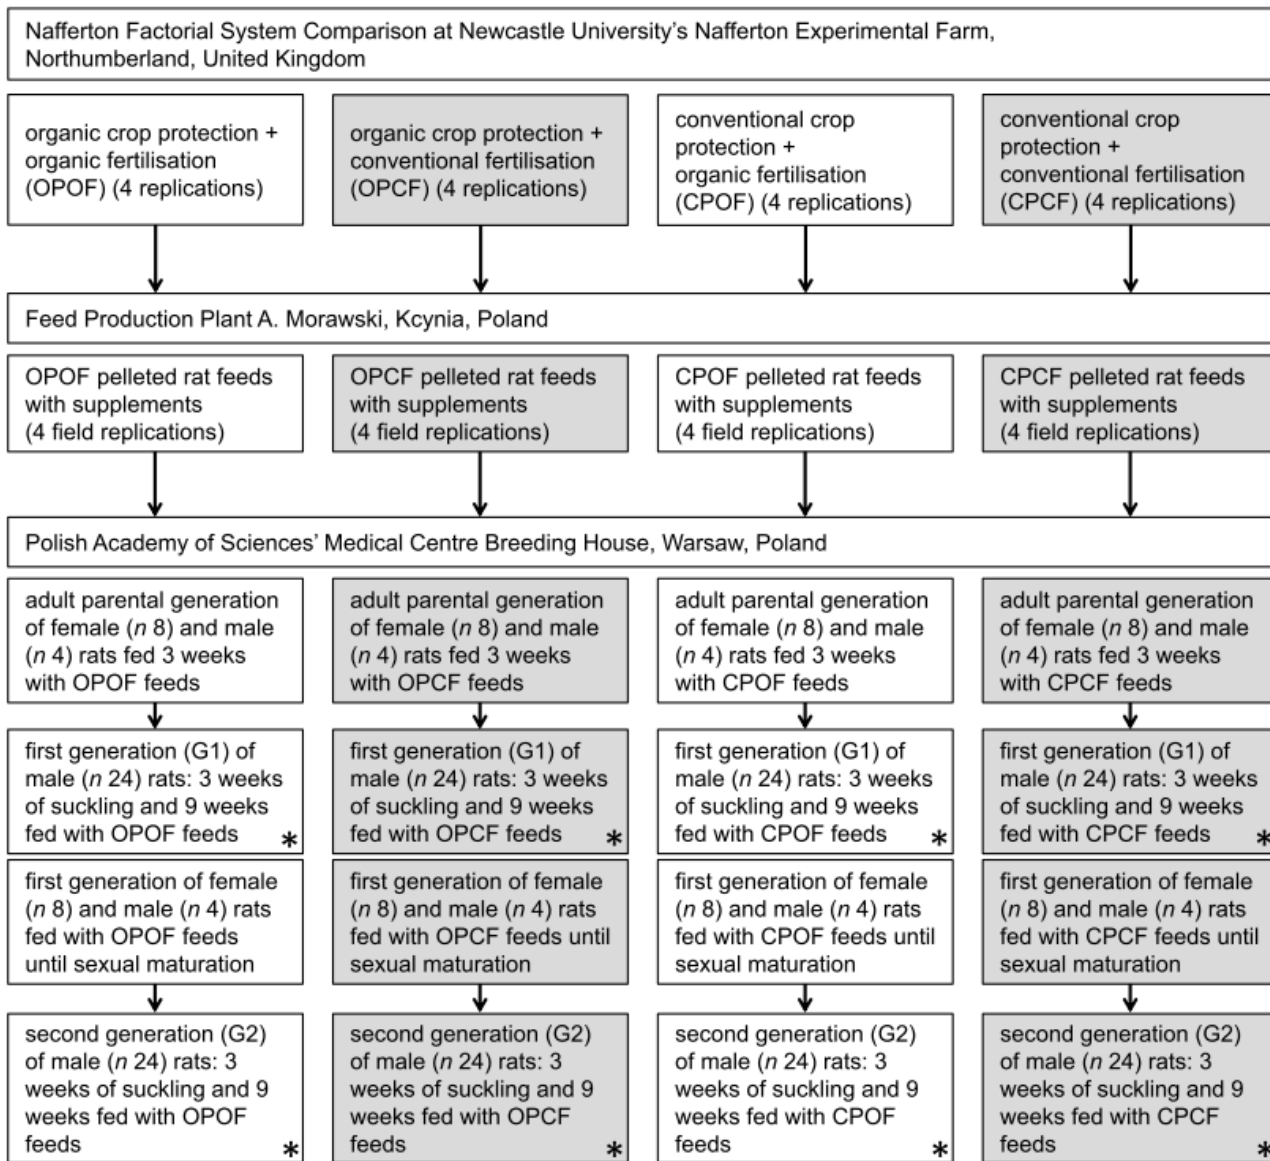 Nafferton Factorial System Comparison at Newcastle University's Nafferton Experimental Farm,
Northumberland, United Kingdom
organic crop protection +
organic fertilisation
(OPOF) (4 replications)
organic crop protection +
conventional fertilisation
(OPCF) (4 replications)
conventional crop
protection +
organic fertilisation
(CPOF) (4 replications)
conventional crop
protection +
conventional fertilisation
(CPCF) (4 replications)
Feed Production Plant A. Morawski, Kcynia, Poland
OPOF pelleted rat feeds
with supplements
(4 field replications)
OPCF pelleted rat feeds
with supplements
(4 field replications)
CPOF pelleted rat feeds
with supplements
(4 field replications)
CPCF pelleted rat feeds
with supplements
(4 field replications)
Polish Academy of Sciences' Medical Centre Breeding House, Warsaw, Poland
adult parental generation
of female (n 8) and male
(n 4) rats fed 3 weeks
with OPOF feeds
adult parental generation
of female (n 8) and male
(n 4) rats fed 3 weeks
with OPCF feeds
adult parental generation
of female (n 8) and male
(n 4) rats fed 3 weeks
with CPOF feeds
adult parental generation
of female (n 8) and male
(n 4) rats fed 3 weeks
with CPCF feeds
first generation (G1) of
male (n 24) rats: 3 weeks
of suckling and 9 weeks
fed with OPOF feeds *
first generation (G1) of
male (n 24) rats: 3 weeks
of suckling and 9 weeks
fed with OPCF feeds *
first generation (G1) of
male (n 24) rats: 3 weeks
of suckling and 9 weeks
fed with CPOF feeds *
first generation (G1) of
male (n 24) rats: 3 weeks
of suckling and 9 weeks
fed with CPCF feeds *
first generation of female
(n 8) and male (n 4) rats
fed with OPOF feeds
until sexual maturation
first generation of female
(n 8) and male (n 4) rats
fed with OPCF feeds until
sexual maturation
first generation of female
(n 8) and male (n 4) rats
fed with CPOF feeds until
sexual maturation
first generation of female
(n 8) and male (n 4) rats
fed with CPCF feeds until
sexual maturation
second generation (G2)
of male (n 24) rats: 3
weeks of suckling and 9
weeks fed with OPOF
feeds *
second generation (G2)
of male (n 24) rats: 3
weeks of suckling and 9
weeks fed with OPCF
feeds *
second generation (G2)
of male (n 24) rats: 3
weeks of suckling and 9
weeks fed with CPOF
feeds *
second generation (G2)
of male (n 24) rats: 3
weeks of suckling and 9
weeks fed with CPCF
feeds *